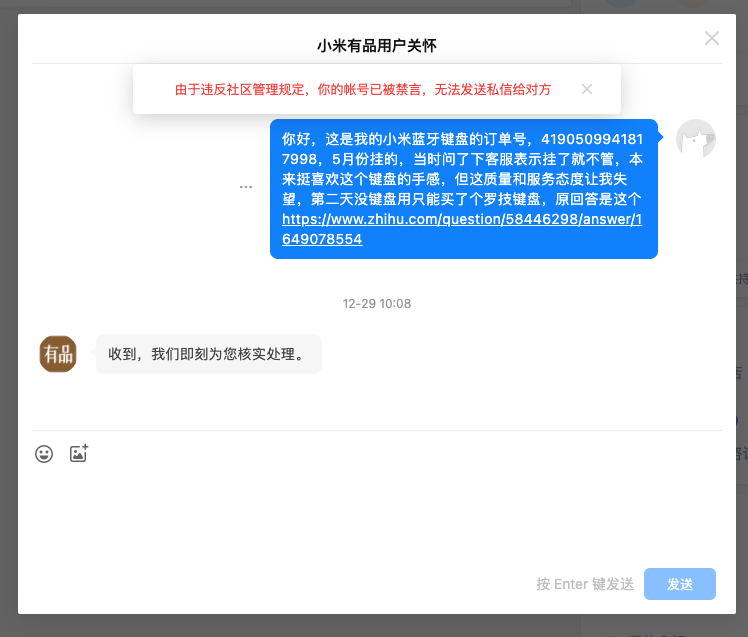 小米有品用户关怀
由于违反社区管理规定，你的帐号已被禁言，无法发送私信给对方
你好，这是我的小米蓝牙键盘的订单号，419050994181
7998，5月份挂的，当时问了下客服表示挂了就不管，本
来挺喜欢这个键盘的手感，但这质量和服务态度让我失
望，第二天没键盘用只能买了个罗技键盘，原回答是这个
https://www.zhihu.com/question/58446298/answer/1
649078554
12-29 10:08
有品
收到，我们即刻为您核实处理。
按 Enter 键发送
发送